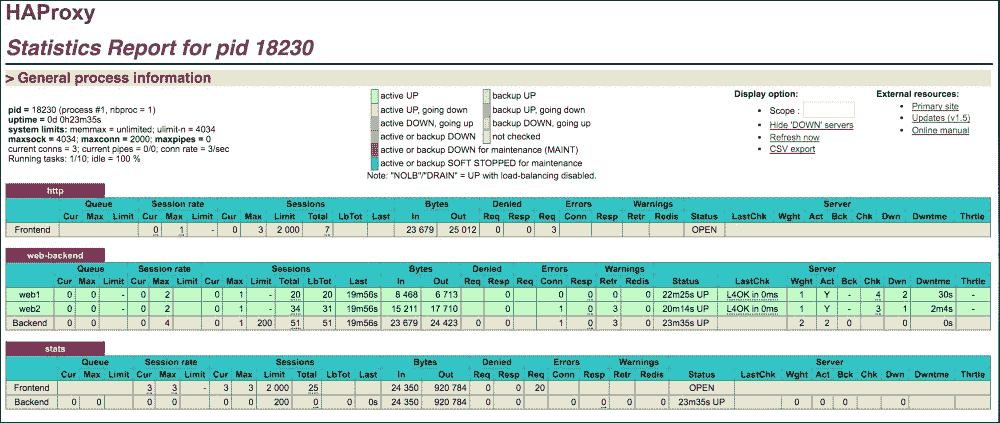 HAProxy
Statistics Report for pid 18230
> General process information
pid = 18230 (process #1, nbproc = 1)
uptime = 0d 0h23m35s
system limits: memmax = unlimited; ulimit-n = 4034
maxsock = 4034; maxconn = 2000; maxpipes = 0
current conns = 3; current pipes = 0/0; conn rate = 3/sec
Running tasks: 1/10; idle = 100 %
active UP backup UP
active UP, going down backup UP, going down
active DOWN, going up backup DOWN, going up
active or backup DOWN not checked
active or backup DOWN for maintenance (MAINT)
active or backup SOFT STOPPED for maintenance
Note: "NOLB"/"DRAIN" = UP with load-balancing disabled.
Display option:
Scope :
Hide 'DOWN' servers
Refresh now
CSV export
External resources:
Primary site
Updates (v1.5)
Online manual
http
Queue Session rate Sessions Bytes Denied Errors Warnings Server
Cur Max Limit Cur Max Limit Cur Max Limit Total LbTot Last In Out Req Resp Req Conn Resp Retr Redis Status LastChk Wght Act Bck Chk Dwn Dwntme Thrtle
Frontend 0 1 - 0 3 2 000 7 23 679 25 012 0 0 3 OPEN
web-backend
Queue Session rate Sessions Bytes Denied Errors Warnings Server
Cur Max Limit Cur Max Limit Cur Max Limit Total LbTot Last In Out Req Resp Req Conn Resp Retr Redis Status LastChk Wght Act Bck Chk Dwn Dwntme Thrtle
web1 0 0 - 0 2 0 1 - 20 20 19m56s 8 468 6 713 0 0 0 0 0 22m25s UP L4OK in 0ms 1 Y - 4 2 30s -
web2 0 0 - 0 2 0 1 - 34 31 19m56s 15 211 17 710 0 1 0 3 0 20m14s UP L4OK in 0ms 1 Y - 3 1 2m4s -
Backend 0 0 0 4 0 1 200 51 51 19m56s 23 679 24 423 0 0 1 0 3 0 23m35s UP 2 2 0 0 0s
stats
Queue Session rate Sessions Bytes Denied Errors Warnings Server
Cur Max Limit Cur Max Limit Cur Max Limit Total LbTot Last In Out Req Resp Req Conn Resp Retr Redis Status LastChk Wght Act Bck Chk Dwn Dwntme Thrtle
Frontend 3 3 - 3 3 2 000 25 24 350 920 784 0 0 20 OPEN
Backend 0 0 0 0 0 0 200 0 0 0s 24 350 920 784 0 0 0 0 0 0 23m35s UP 0 0 0 0